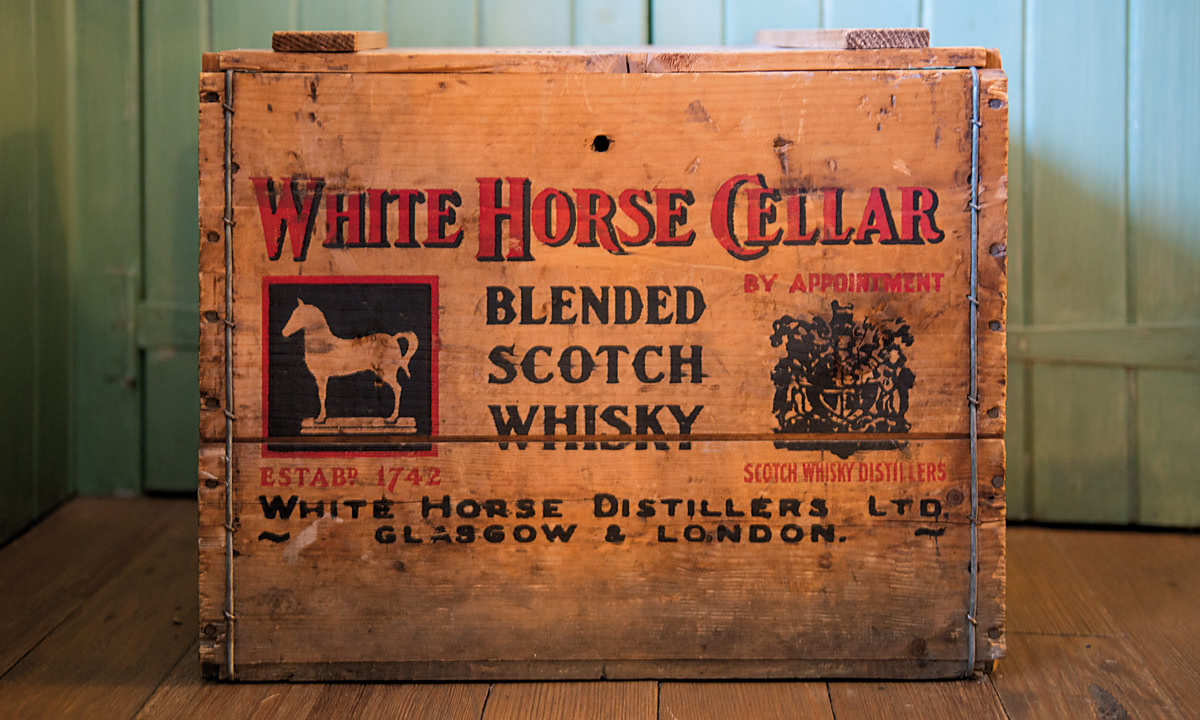 WHITE HORSE CELLAR
BY APPOINTMENT
BLENDED
SCOTCH
WHISKY
ESTABD 1742
SCOTCH WHISKY DISTILLERS
WHITE HORSE DISTILLERS LTD.
~ GLASGOW & LONDON. ~